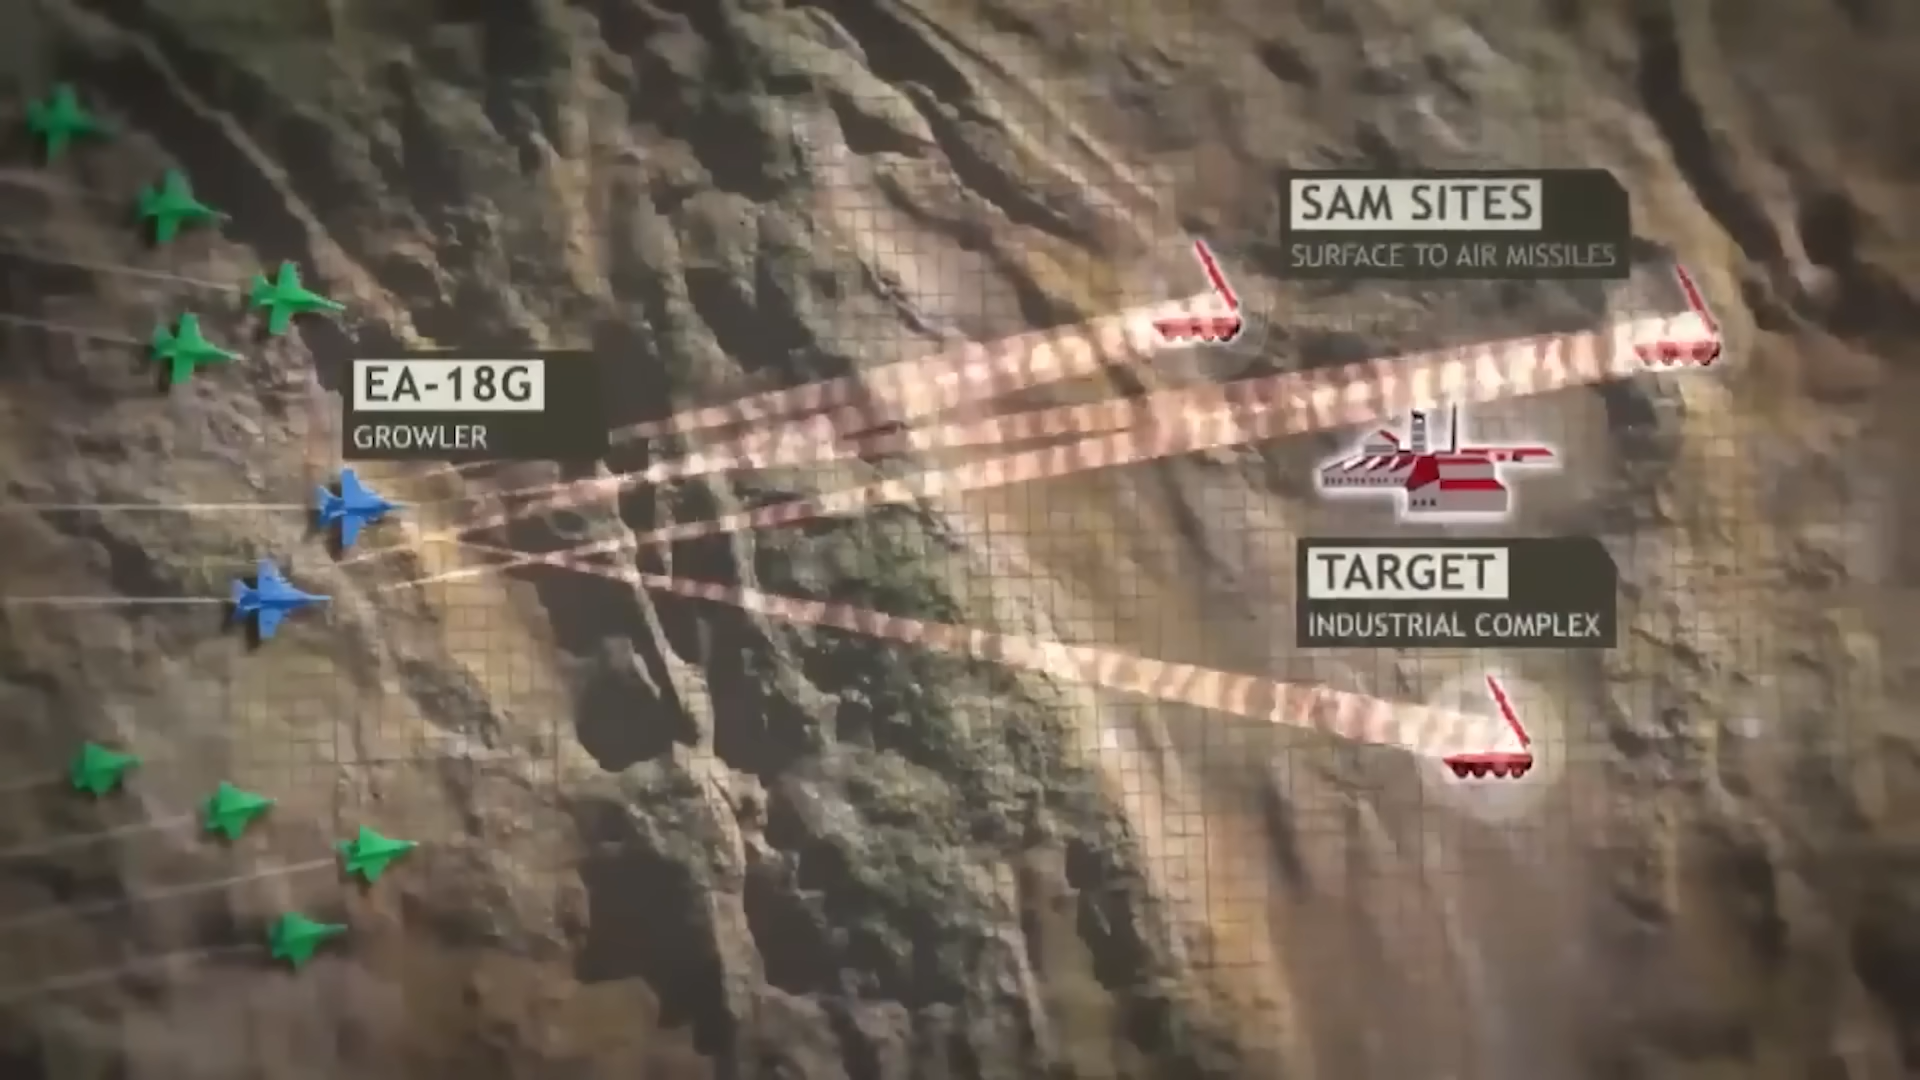 SAM SITES
SURFACE TO AIR MISSILES
EA-18G
GROWLER
TARGET
INDUSTRIAL COMPLEX